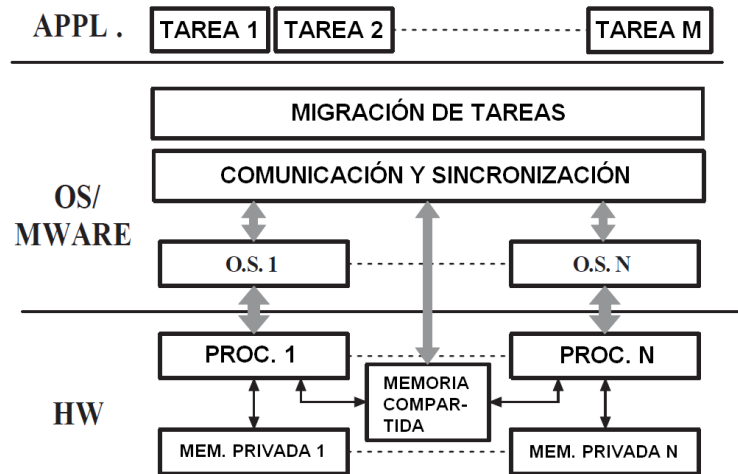 APPL .
TAREA 1 TAREA 2 TAREA M
MIGRACIÓN DE TAREAS
COMUNICACIÓN Y SINCRONIZACIÓN
OS/
MWARE
O.S. 1 O.S. N
PROC. 1 PROC. N
MEMORIA
COMPAR-
TIDA
HW
MEM. PRIVADA 1 MEM. PRIVADA N